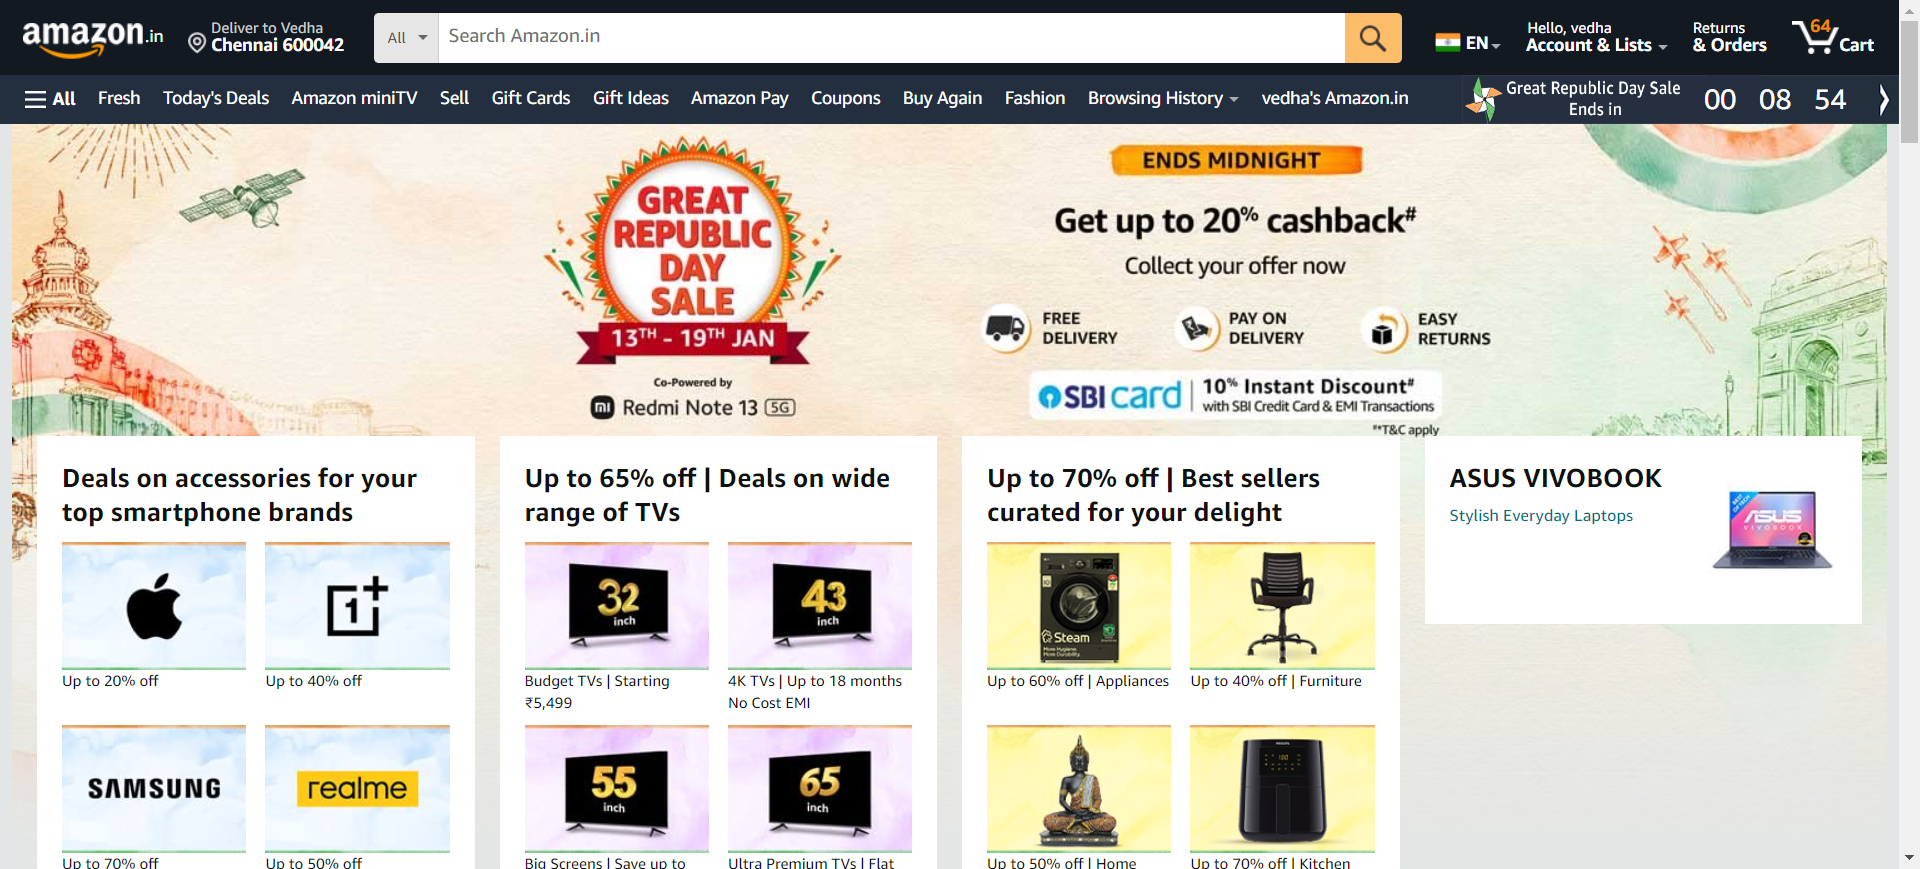 amazon.in
Deliver to Vedha
Chennai 600042
All
Search Amazon.in
EN
Hello, vedha
Account & Lists
Returns
& Orders
64
Cart
All
Fresh
Today's Deals
Amazon miniTV
Sell
Gift Cards
Gift Ideas
Amazon Pay
Coupons
Buy Again
Fashion
Browsing History
vedha's Amazon.in
Great Republic Day Sale
Ends in
00 08 54
GREAT
REPUBLIC
DAY
SALE
13TH - 19TH JAN
Co-Powered by
mi Redmi Note 13 5G
ENDS MIDNIGHT
Get up to 20% cashback#
Collect your offer now
FREE
DELIVERY
PAY ON
DELIVERY
EASY
RETURNS
SBI card
10% Instant Discount#
with SBI Credit Card & EMI Transactions
#*T&C apply
Deals on accessories for your
top smartphone brands
Up to 20% off
1+
Up to 40% off
SAMSUNG
Up to 70% off
realme
Up to 50% off
Up to 65% off | Deals on wide
range of TVs
32
inch
Budget TVs | Starting
₹5,499
43
inch
4K TVs | Up to 18 months
No Cost EMI
55
inch
Big Screens | Save up to
65
inch
Ultra Premium TVs | Flat
Up to 70% off | Best sellers
curated for your delight
Steam
More Hygiene.
More Durability.
Up to 60% off | Appliances
Up to 40% off | Furniture
Up to 50% off | Home
PHILIPS
Up to 70% off | Kitchen
ASUS VIVOBOOK
Stylish Everyday Laptops
ASUS
VIVOBOOK